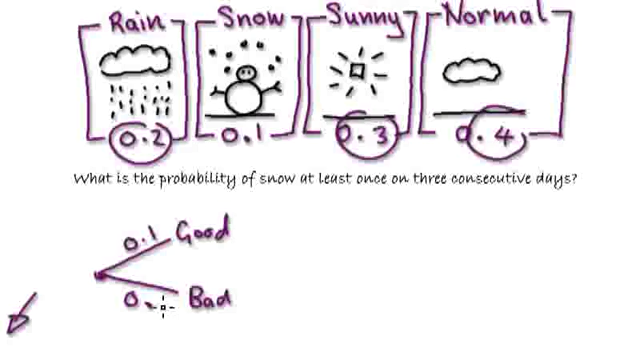 Rain Snow Sunny Normal
0.2 0.1 0.3 0.4
What is the probability of snow at least once on three consecutive days?
0.1 Good
0. Bad